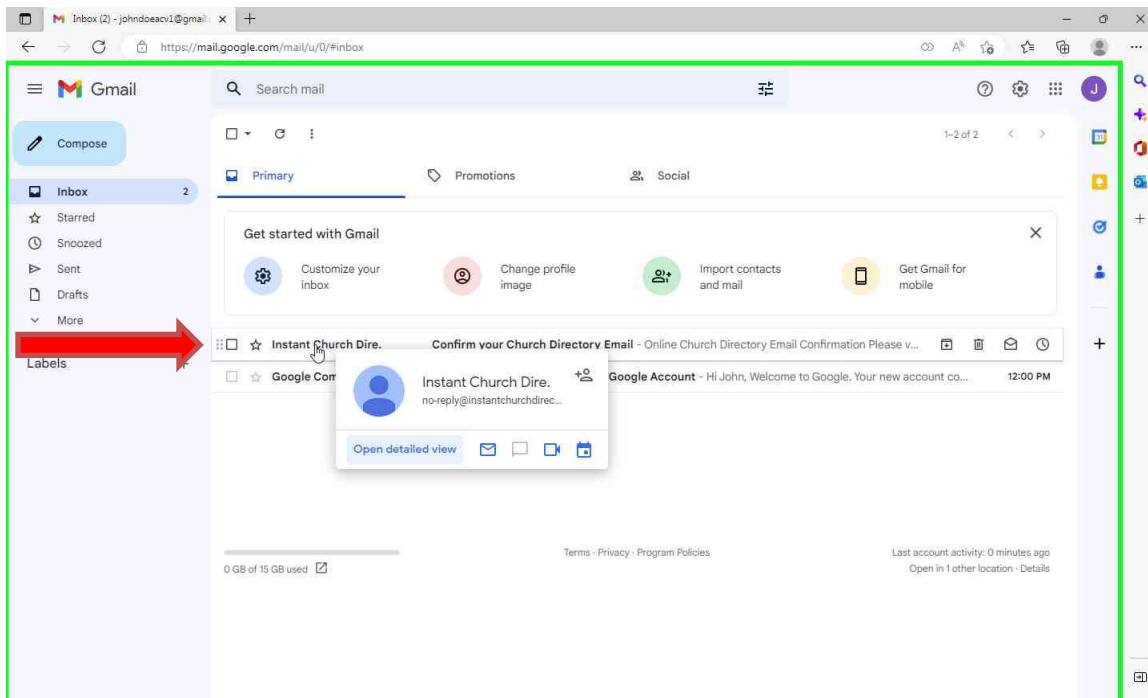 Inbox (2) - johndoeacv1@gmail.
https://mail.google.com/mail/u/0/#inbox
Gmail
Search mail
J
Compose
1–2 of 2
31
Primary
Promotions
Social
Inbox 2
Starred
Snoozed
Sent
Drafts
More
Labels
Get started with Gmail
Customize your
inbox
Change profile
image
Import contacts
and mail
Get Gmail for
mobile
Instant Church Dire. Confirm your Church Directory Email - Online Church Directory Email Confirmation Please v...
Google Com Google Account - Hi John, Welcome to Google. Your new account co... 12:00 PM
Instant Church Dire.
no-reply@instantchurchdirec...
Open detailed view
0 GB of 15 GB used
Terms · Privacy · Program Policies
Last account activity: 0 minutes ago
Open in 1 other location · Details